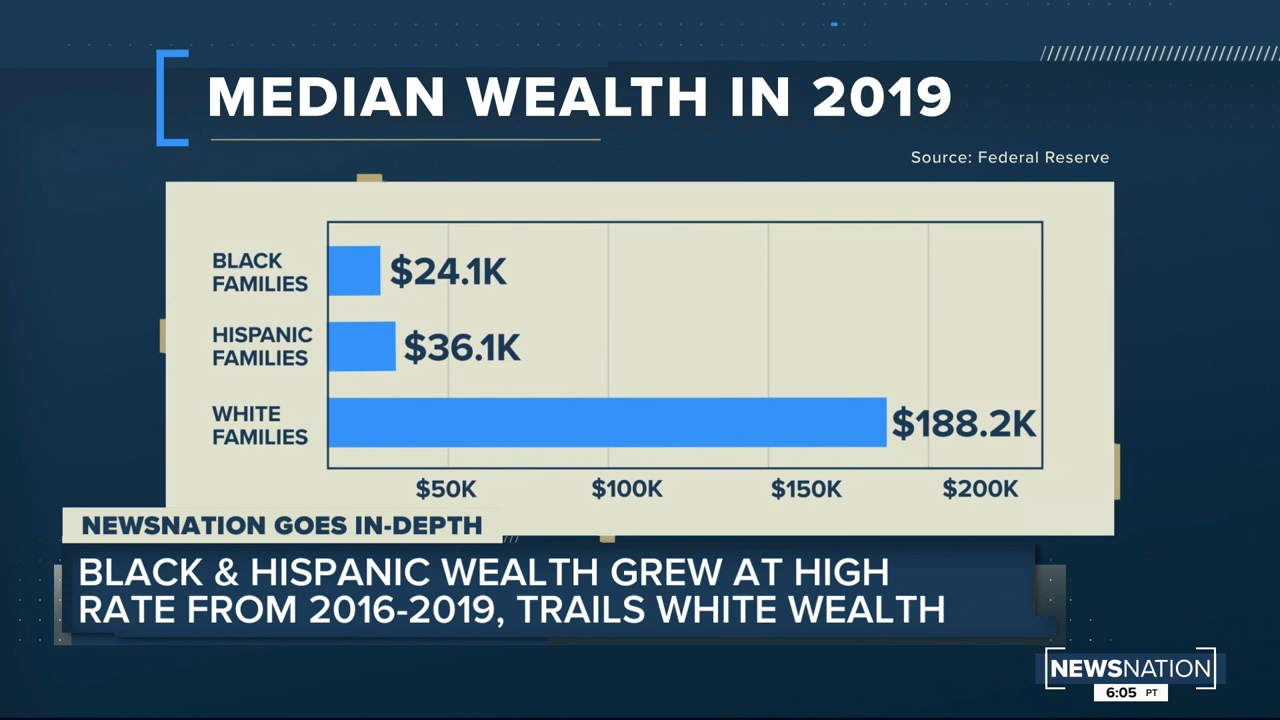 MEDIAN WEALTH IN 2019
Source: Federal Reserve
BLACK
FAMILIES
$24.1K
HISPANIC
FAMILIES
$36.1K
WHITE
FAMILIES
$188.2K
$50K
$100K
$150K
$200K
NEWSNATION GOES IN-DEPTH
BLACK & HISPANIC WEALTH GREW AT HIGH
RATE FROM 2016-2019, TRAILS WHITE WEALTH
NEWSNATION
6:05 PT